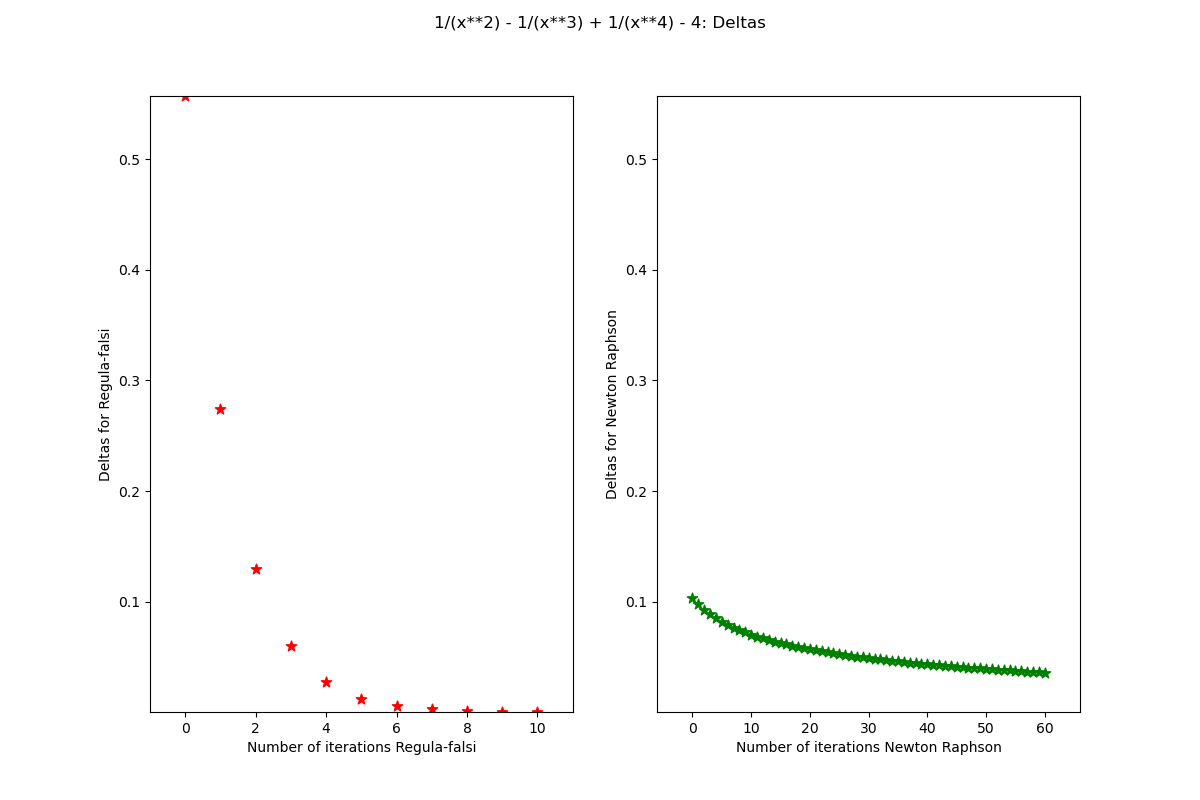 1/(x**2) - 1/(x**3) + 1/(x**4) - 4: Deltas
Deltas for Regula-falsi
0.5
0.4
0.3
0.2
0.1
0 2 4 6 8 10
Number of iterations Regula-falsi
Deltas for Newton Raphson
0.5
0.4
0.3
0.2
0.1
0 10 20 30 40 50 60
Number of iterations Newton Raphson